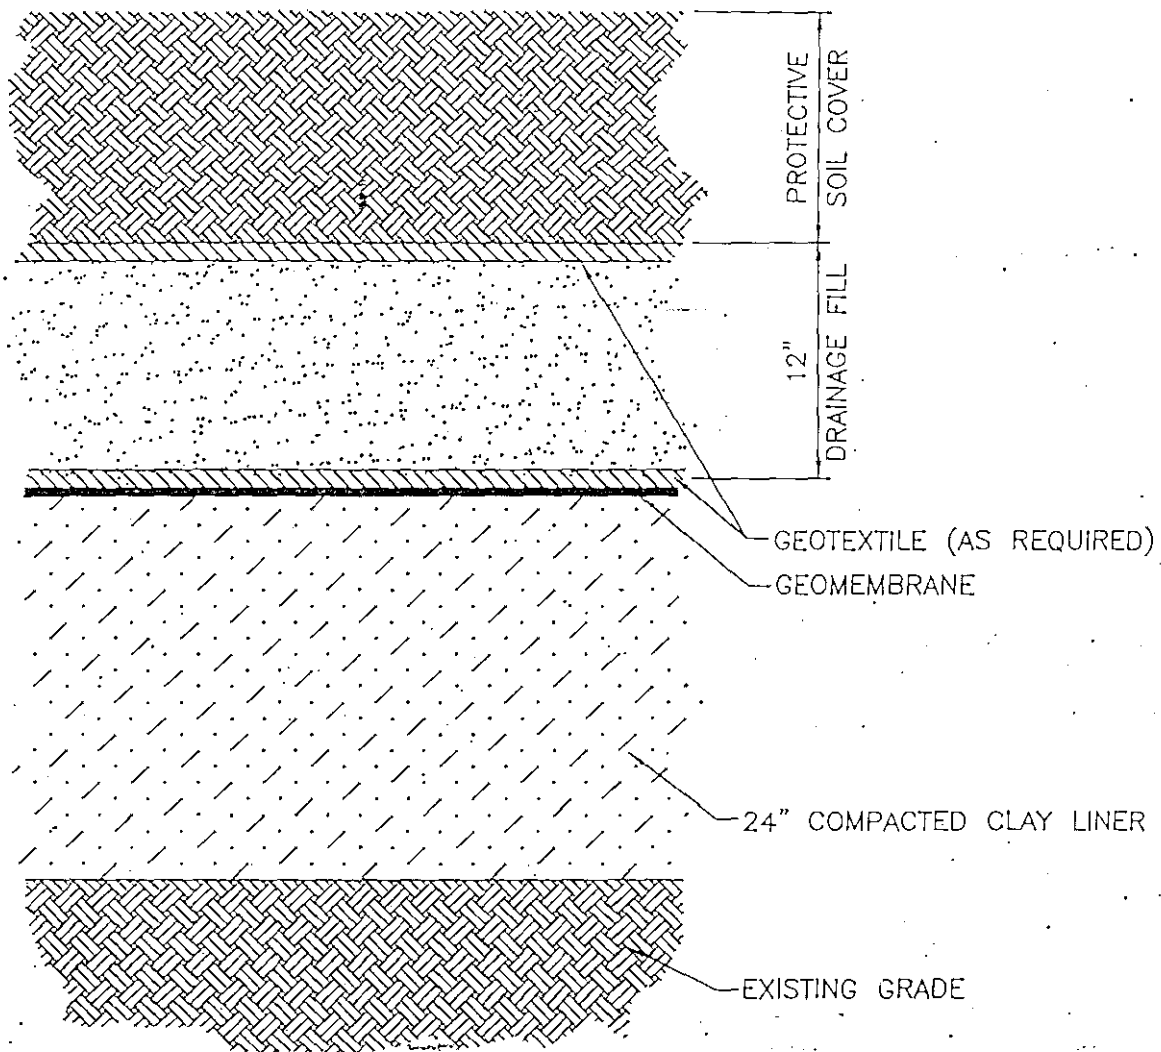 PROTECTIVE
SOIL COVER
12"
DRAINAGE FILL
GEOTEXTILE (AS REQUIRED)
GEOMEMBRANE
24" COMPACTED CLAY LINER
EXISTING GRADE